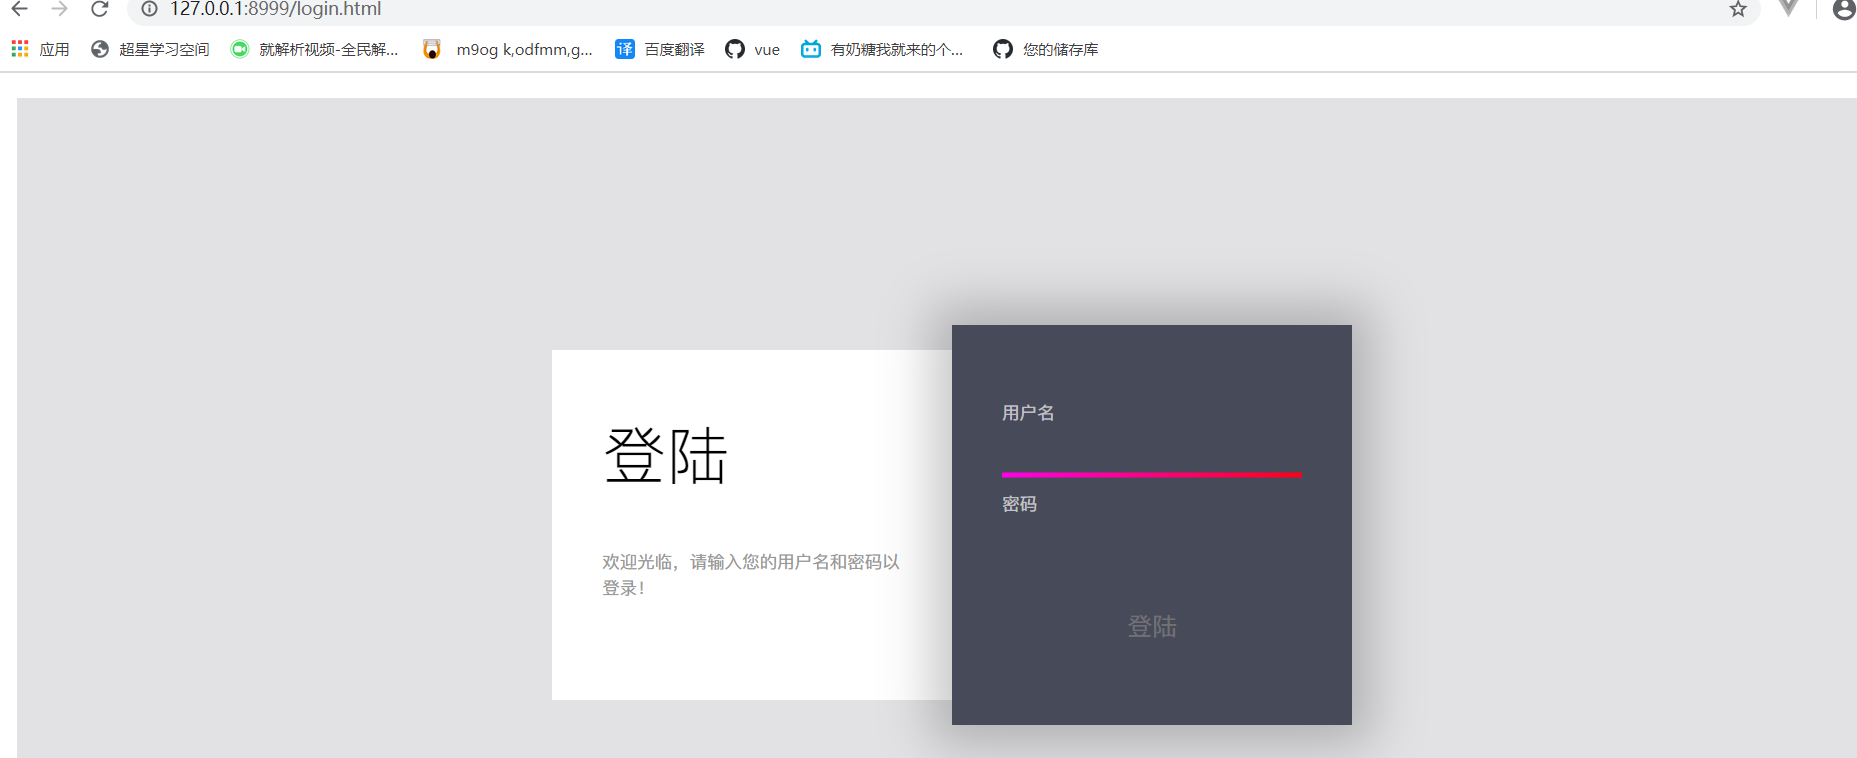 127.0.0.1:8999/login.html
应用 超星学习空间 就解析视频-全民解... m9og k,odfmm,g... 译 百度翻译 vue 有奶糖我就来的个... 您的储存库
登陆
欢迎光临，请输入您的用户名和密码以
登录！
用户名
密码
登陆